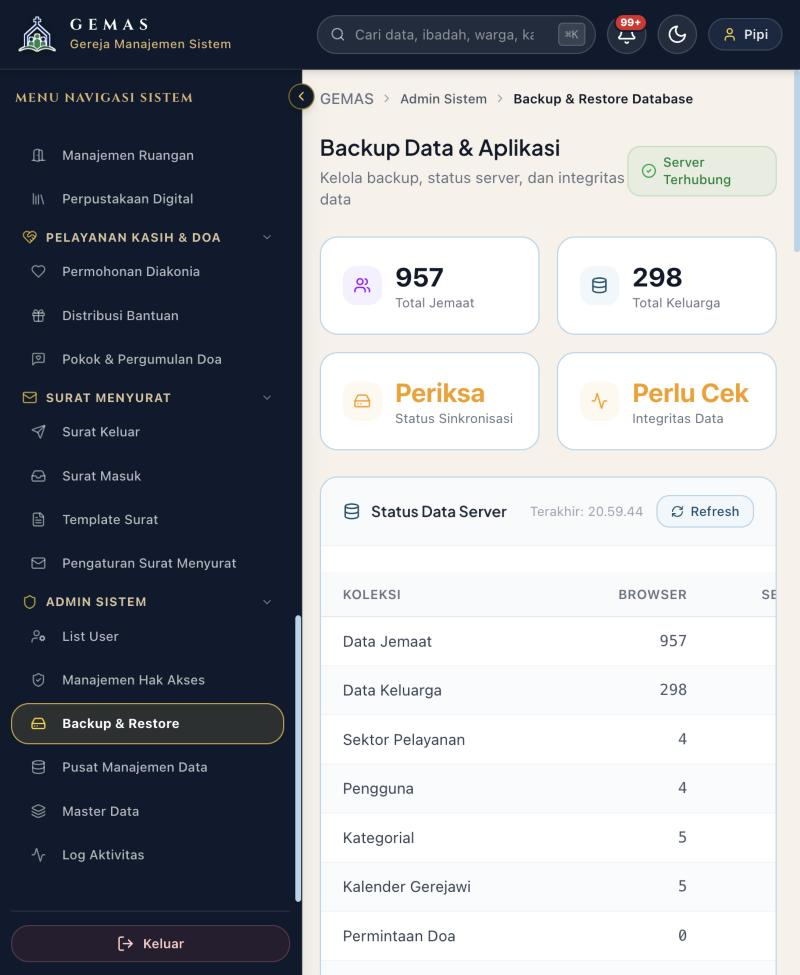 GEMAS
Gereja Manajemen Sistem
Cari data, ibadah, warga, ka
⌘K
99+
Pipi
MENU NAVIGASI SISTEM
Manajemen Ruangan
Perpustakaan Digital
PELAYANAN KASIH & DOA
Permohonan Diakonia
Distribusi Bantuan
Pokok & Pergumulan Doa
SURAT MENYURAT
Surat Keluar
Surat Masuk
Template Surat
Pengaturan Surat Menyurat
ADMIN SISTEM
List User
Manajemen Hak Akses
Backup & Restore
Pusat Manajemen Data
Master Data
Log Aktivitas
Keluar
GEMAS > Admin Sistem > Backup & Restore Database
Backup Data & Aplikasi
Kelola backup, status server, dan integritas
data
Server
Terhubung
957
Total Jemaat
298
Total Keluarga
Periksa
Status Sinkronisasi
Perlu Cek
Integritas Data
Status Data Server
Terakhir: 20.59.44
Refresh
KOLEKSI BROWSER SE
Data Jemaat 957
Data Keluarga 298
Sektor Pelayanan 4
Pengguna 4
Kategorial 5
Kalender Gerejawi 5
Permintaan Doa 0